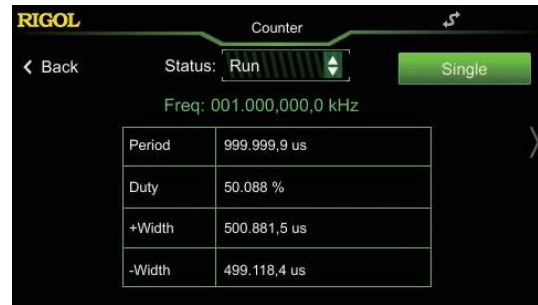 RIGOL
Counter
Back
Status: Run
Single
Freq: 001.000,000,0 kHz
Period 999.999,9 us
Duty 50.088 %
+Width 500.881,5 us
-Width 499.118,4 us